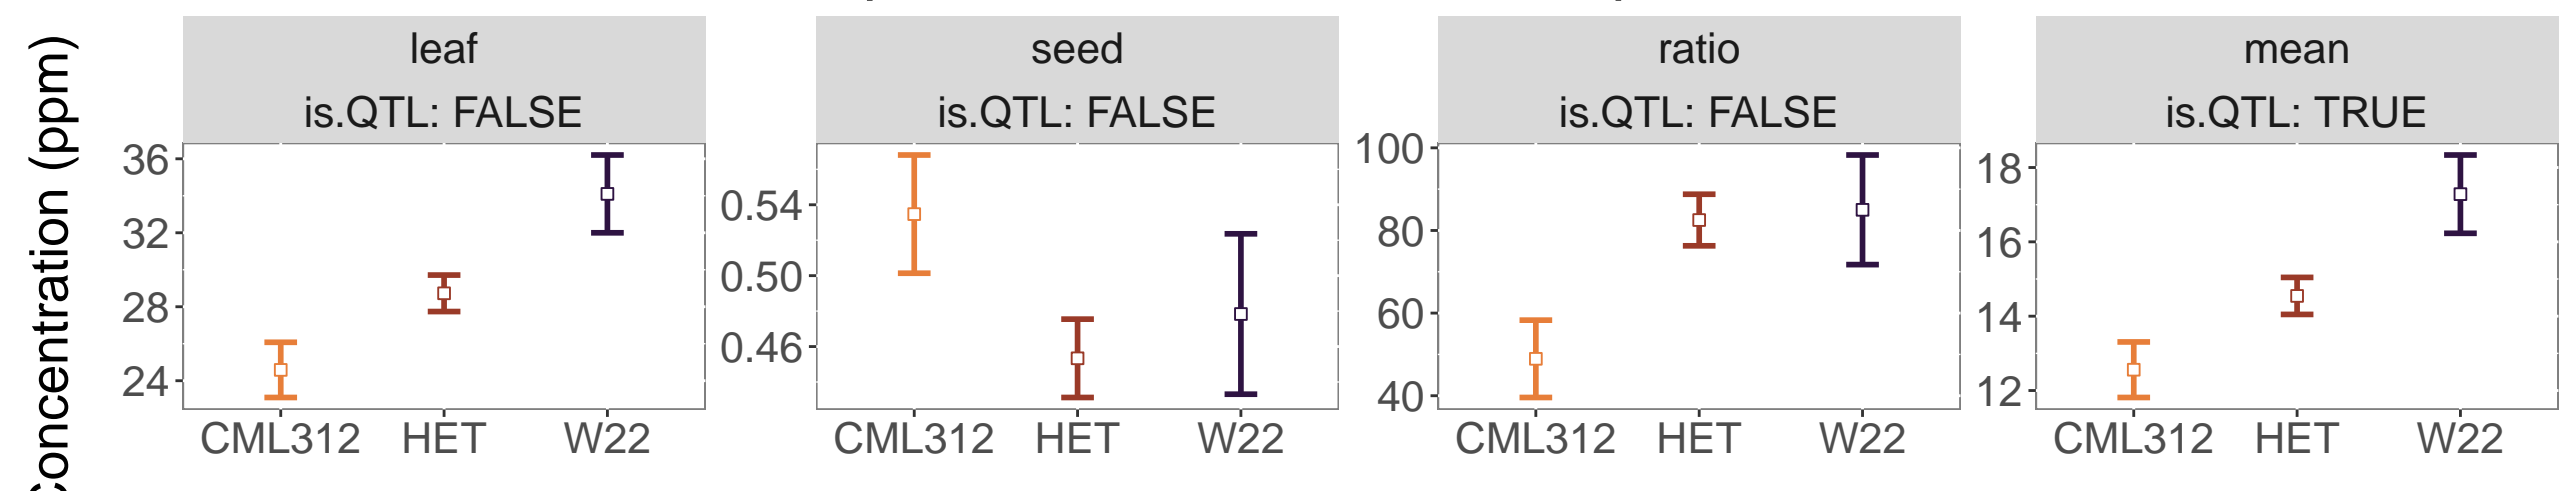 Concentration (ppm)
leaf
is.QTL: FALSE
36
32
28
24
CML312 HET W22
seed
is.QTL: FALSE
0.54
0.50
0.46
CML312 HET W22
ratio
is.QTL: FALSE
100
80
60
40
CML312 HET W22
mean
is.QTL: TRUE
18
16
14
12
CML312 HET W22